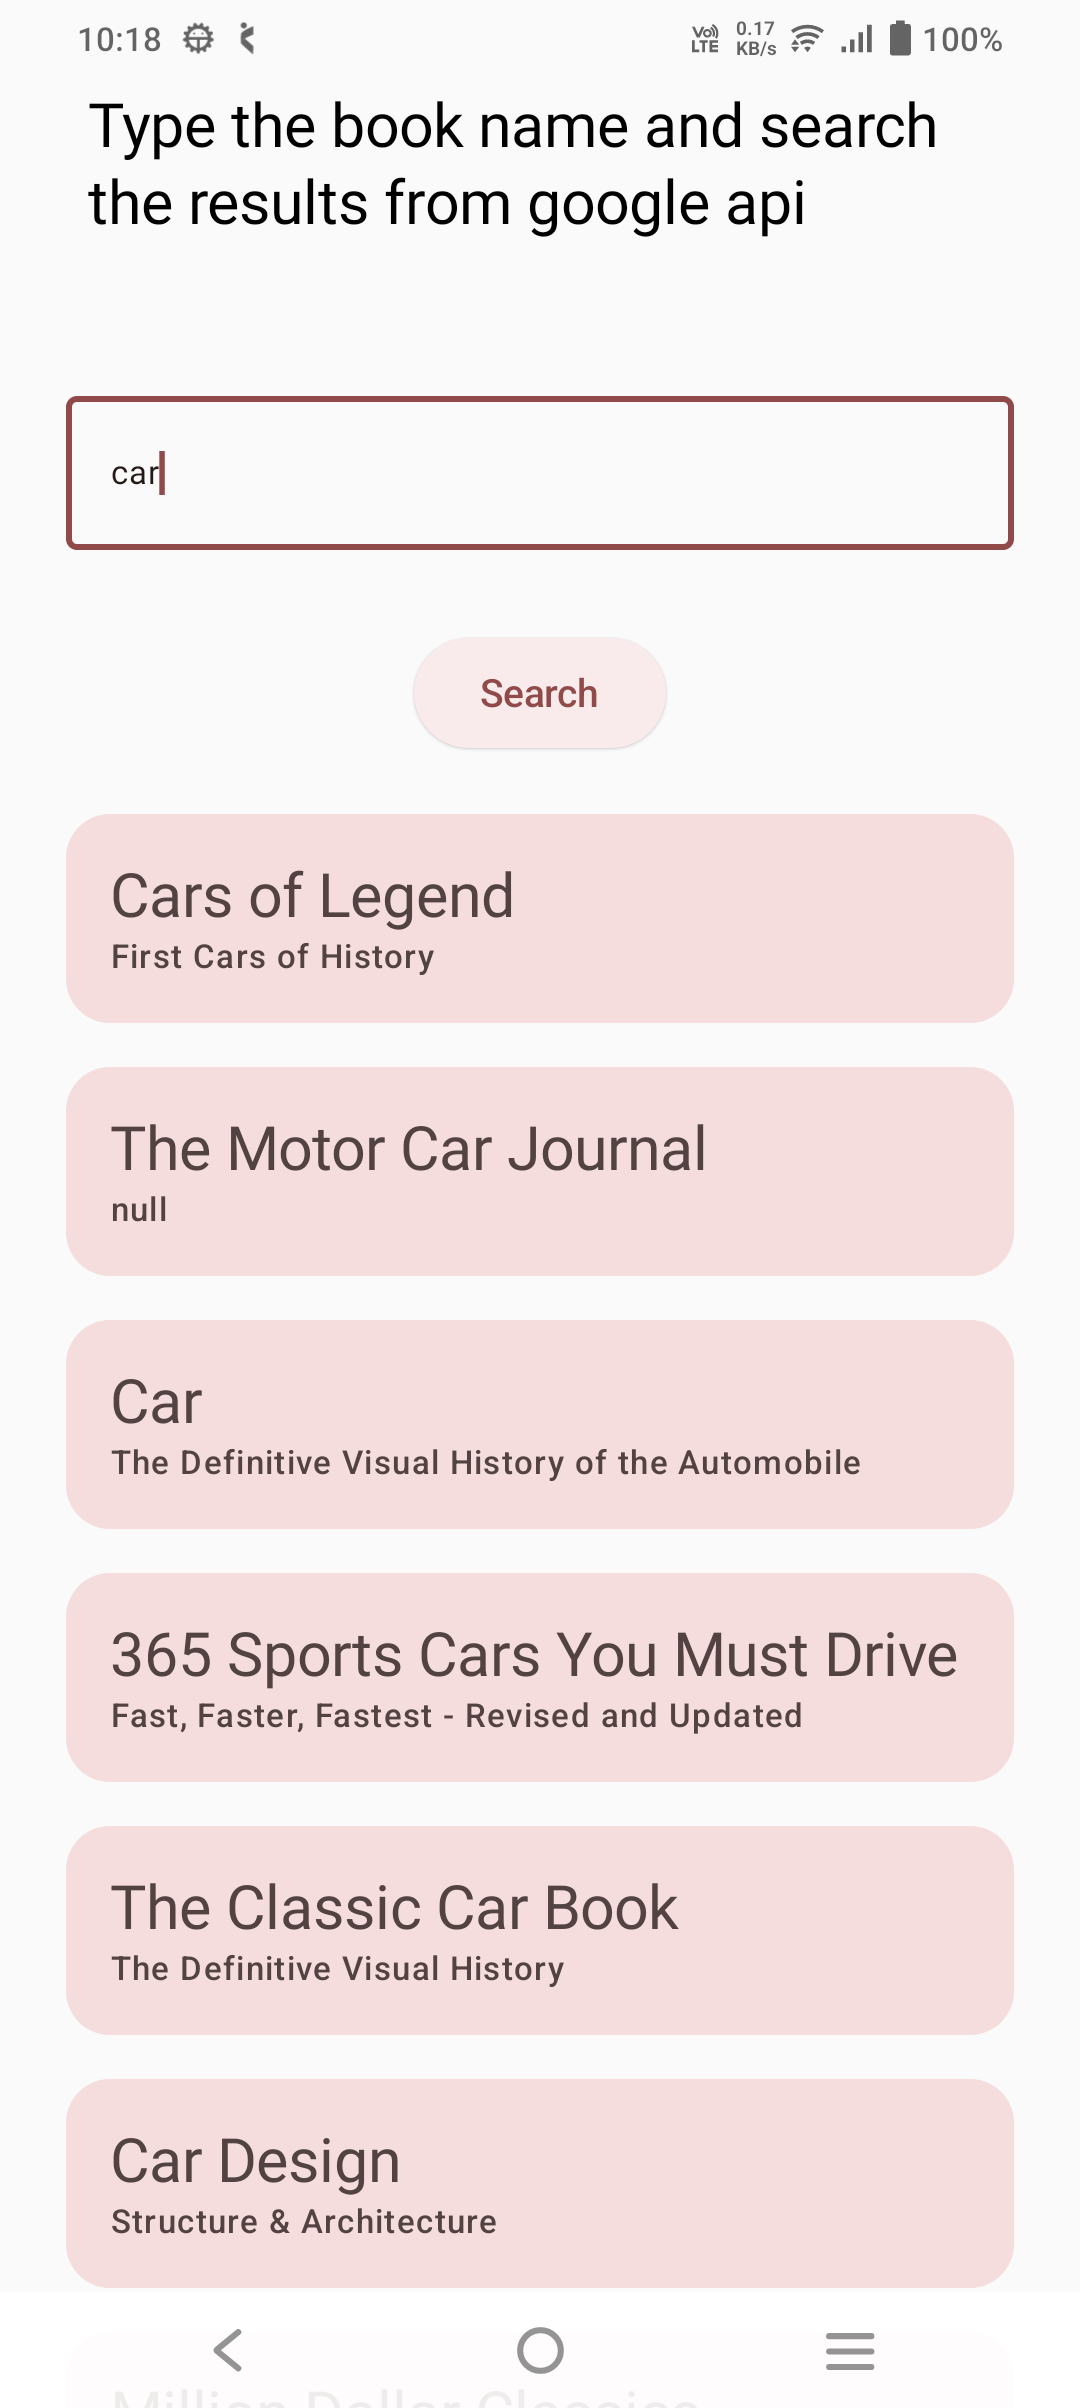 10:18
Vo)) 0.17 100%
LTE KB/s
Type the book name and search
the results from google api
car
Search
Cars of Legend
First Cars of History
The Motor Car Journal
null
Car
The Definitive Visual History of the Automobile
365 Sports Cars You Must Drive
Fast, Faster, Fastest - Revised and Updated
The Classic Car Book
The Definitive Visual History
Car Design
Structure & Architecture
Million Dollar Classics